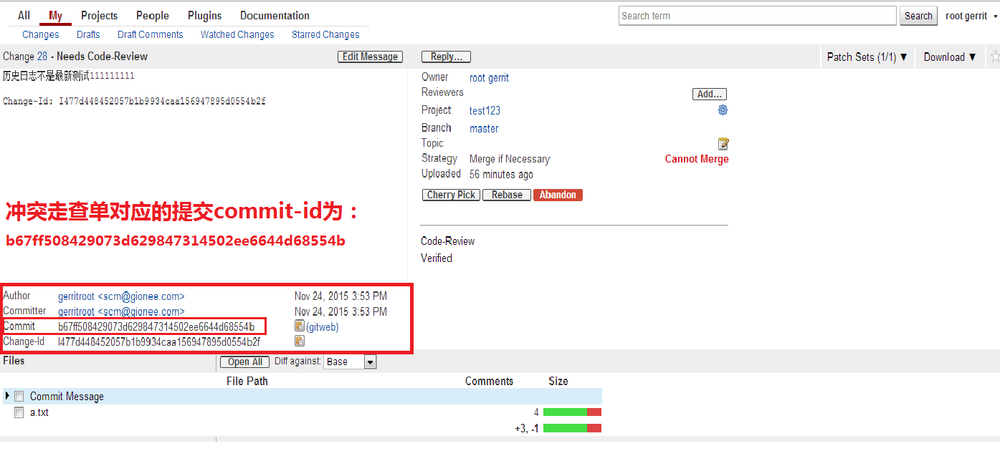 All My Projects People Plugins Documentation
Search term Search root gerrit
Changes Drafts Draft Comments Watched Changes Starred Changes
Change 28 - Needs Code-Review Edit Message Reply... Patch Sets (1/1) ▼ Download ▼
历史日志不是最新测试111111111
Change-Id: I477d448452057b1b9934caa156947895d0554b2f
Owner root gerrit
Reviewers Add...
Project test123
Branch master
Topic
Strategy Merge if Necessary Cannot Merge
Uploaded 56 minutes ago
Cherry Pick Rebase Abandon
冲突走查单对应的提交commit-id为：
b67ff508429073d629847314502ee6644d68554b
Code-Review
Verified
Author gerritroot <scm@gionee.com> Nov 24, 2015 3:53 PM
Committer gerritroot <scm@gionee.com> Nov 24, 2015 3:53 PM
Commit b67ff508429073d629847314502ee6644d68554b (gitweb)
Change-Id I477d448452057b1b9934caa156947895d0554b2f
Files Open All Diff against: Base
File Path Comments Size
Commit Message
a.txt 4
+3, -1